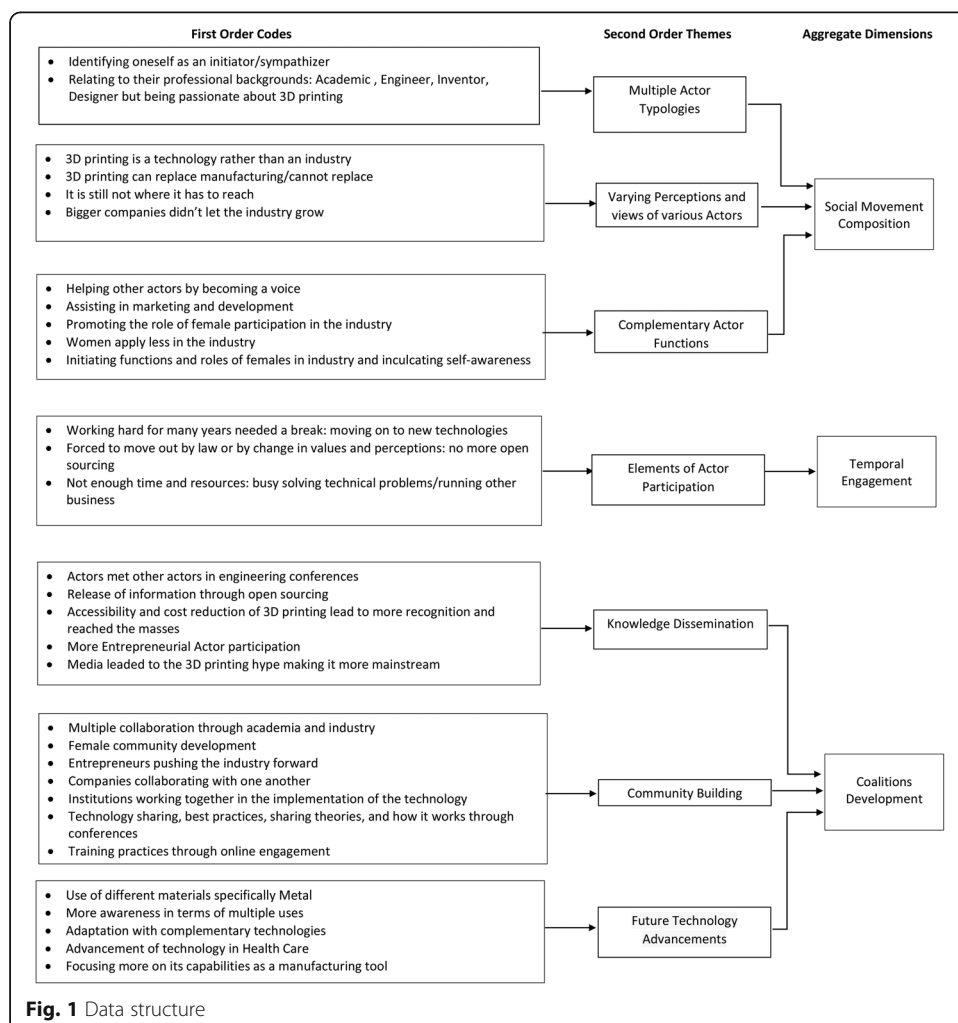 First Order Codes
Second Order Themes
Aggregate Dimensions
• Identifying oneself as an initiator/sympathizer
• Relating to their professional backgrounds: Academic , Engineer, Inventor,
Designer but being passionate about 3D printing
Multiple Actor
Typologies
• 3D printing is a technology rather than an industry
• 3D printing can replace manufacturing/cannot replace
• It is still not where it has to reach
• Bigger companies didn’t let the industry grow
Varying Perceptions and
views of various Actors
Social Movement
Composition
• Helping other actors by becoming a voice
• Assisting in marketing and development
• Promoting the role of female participation in the industry
• Women apply less in the industry
• Initiating functions and roles of females in industry and inculcating self-awareness
Complementary Actor
Functions
• Working hard for many years needed a break: moving on to new technologies
• Forced to move out by law or by change in values and perceptions: no more open
sourcing
• Not enough time and resources: busy solving technical problems/running other
business
Elements of Actor
Participation
Temporal
Engagement
• Actors met other actors in engineering conferences
• Release of information through open sourcing
• Accessibility and cost reduction of 3D printing lead to more recognition and
reached the masses
• More Entrepreneurial Actor participation
• Media leadto the 3D printing hype making it more mainstream
Knowledge Dissemination
• Multiple collaboration through academia and industry
• Female community development
• Entrepreneurs pushing the industry forward
• Companies collaborating with one another
• Institutions working together in the implementation of the technology
• Technology sharing, best practices, sharing theories, and how it works through
conferences
• Training practices through online engagement
Community Building
Coalitions
Development
• Use of different materials specifically Metal
• More awareness in terms of multiple uses
• Adaptation with complementary technologies
• Advancement of technology in Health Care
• Focusing more on its capabilities as a manufacturing tool
Future Technology
Advancements
Fig. 1 Data structure